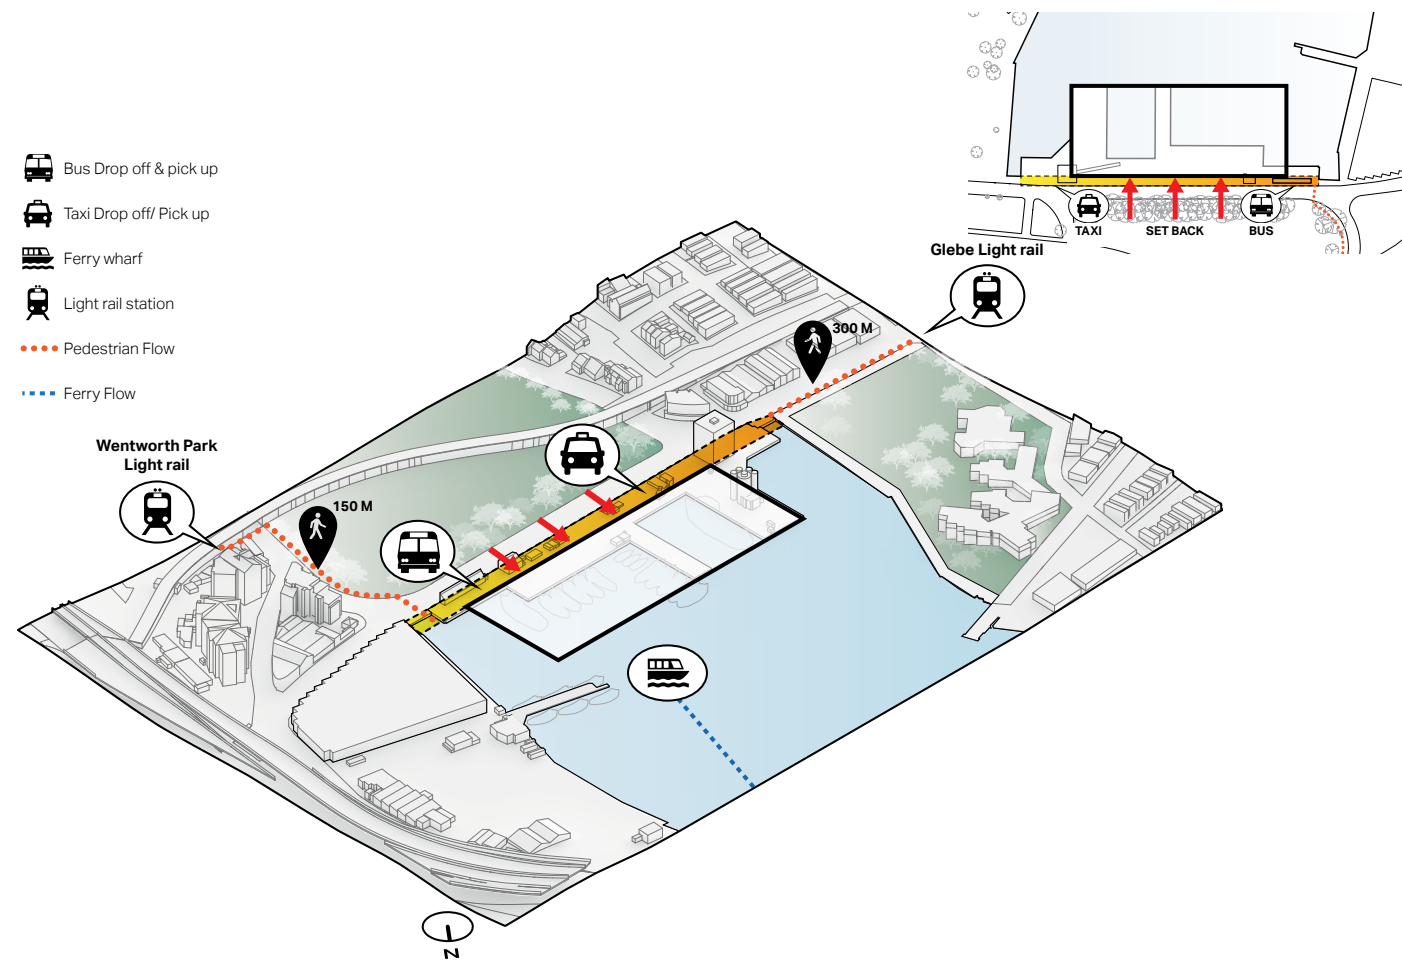 Bus Drop off & pick up
Taxi Drop off/ Pick up
Ferry wharf
Light rail station
Pedestrian Flow
Ferry Flow
TAXI
SET BACK
BUS
Glebe Light rail
300 M
Wentworth Park
Light rail
150 M
N